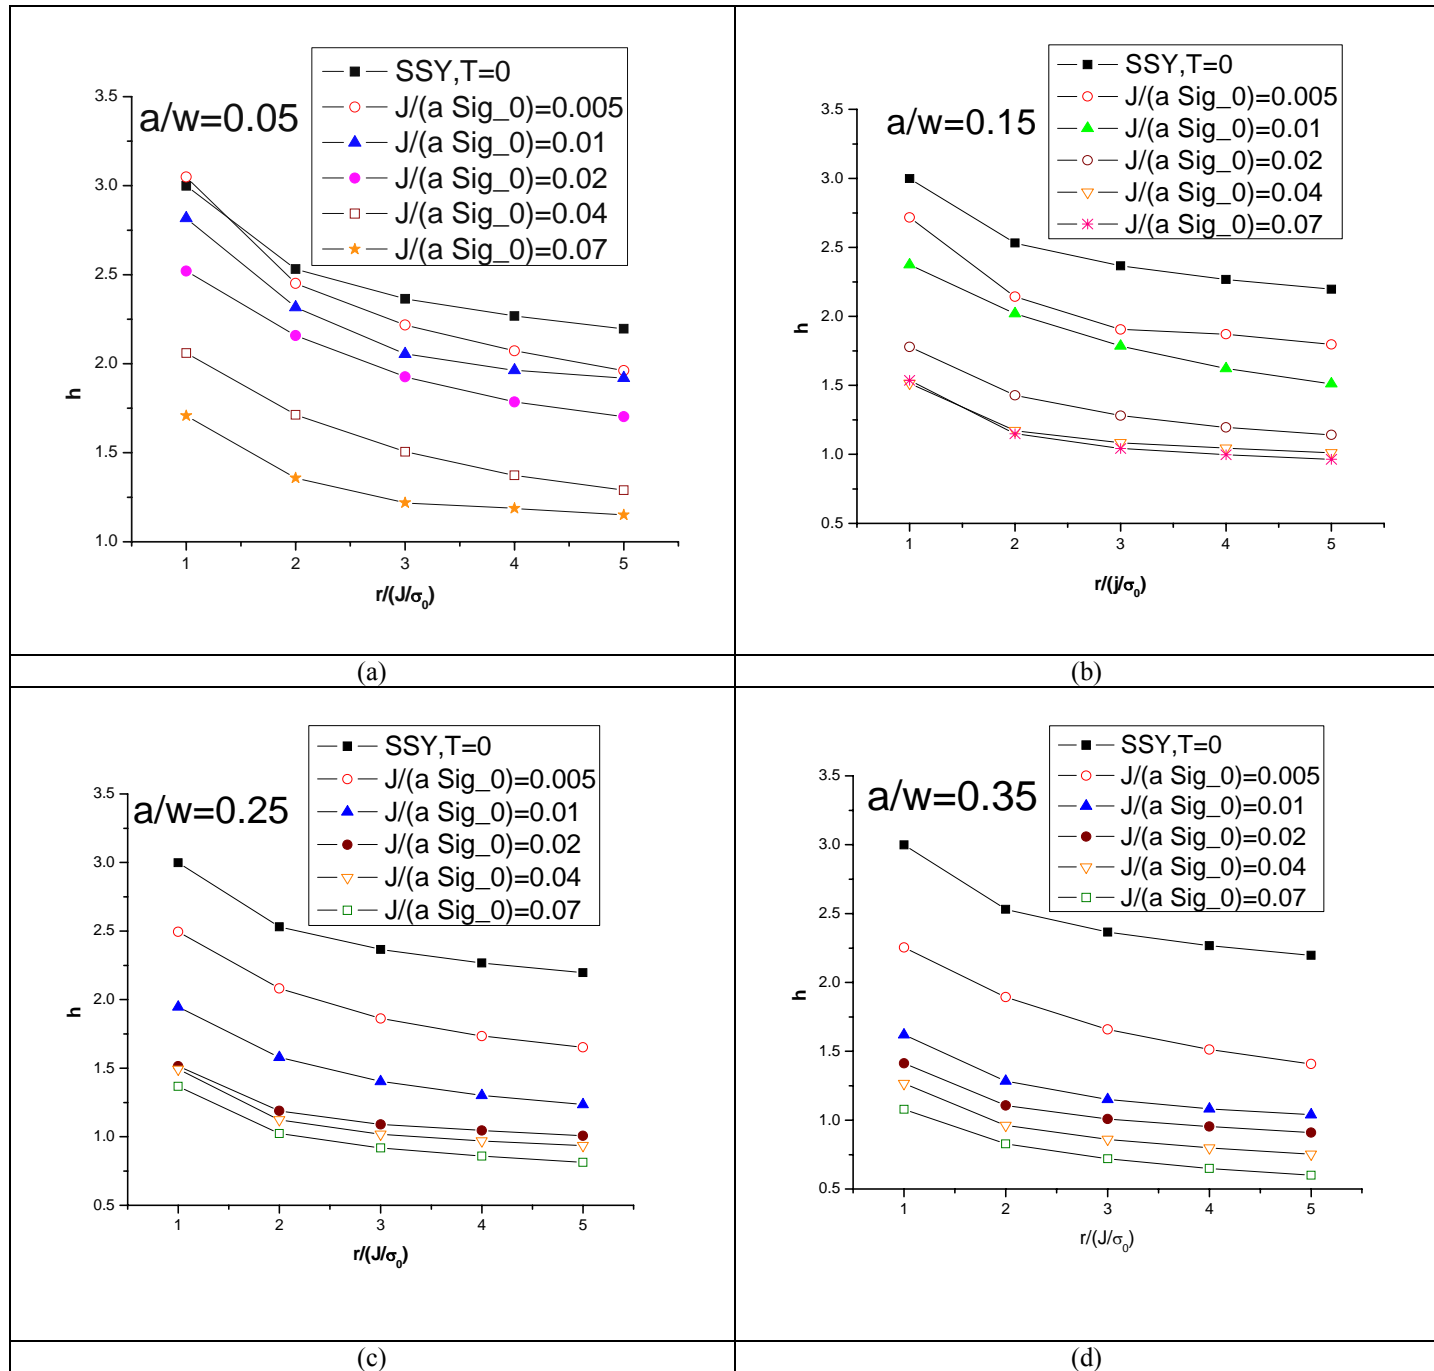 SSY,T=0
J/(a Sig_0)=0.005
J/(a Sig_0)=0.01
J/(a Sig_0)=0.02
J/(a Sig_0)=0.04
J/(a Sig_0)=0.07
a/w=0.05
3.5
3.0
2.5
2.0
1.5
1.0
h
1 2 3 4 5
r/(J/σ₀)
(a)
SSY,T=0
J/(a Sig_0)=0.005
J/(a Sig_0)=0.01
J/(a Sig_0)=0.02
J/(a Sig_0)=0.04
J/(a Sig_0)=0.07
a/w=0.15
3.5
3.0
2.5
2.0
1.5
1.0
0.5
h
1 2 3 4 5
r/(j/σ₀)
(b)
SSY,T=0
J/(a Sig_0)=0.005
J/(a Sig_0)=0.01
J/(a Sig_0)=0.02
J/(a Sig_0)=0.04
J/(a Sig_0)=0.07
a/w=0.25
3.5
3.0
2.5
2.0
1.5
1.0
0.5
h
1 2 3 4 5
r/(J/σ₀)
(c)
SSY,T=0
J/(a Sig_0)=0.005
J/(a Sig_0)=0.01
J/(a Sig_0)=0.02
J/(a Sig_0)=0.04
J/(a Sig_0)=0.07
a/w=0.35
3.5
3.0
2.5
2.0
1.5
1.0
0.5
h
1 2 3 4 5
r/(J/σ₀)
(d)